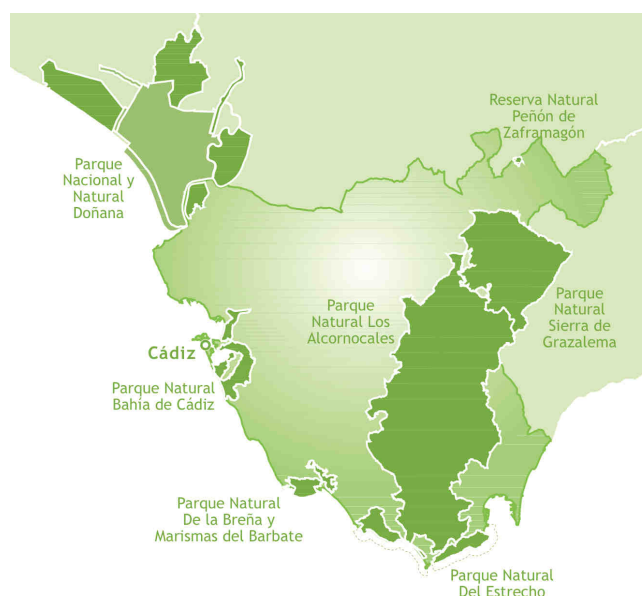 Reserva Natural
Peñón de
Zaframagón
Parque
Nacional y
Natural
Doñana
Parque
Natural
Sierra de
Grazalema
Parque
Natural Los
Alcornocales
Cádiz
Parque Natural
Bahia de Cádiz
Parque Natural
De la Breña y
Marismas del Barbate
Parque Natural
Del Estrecho